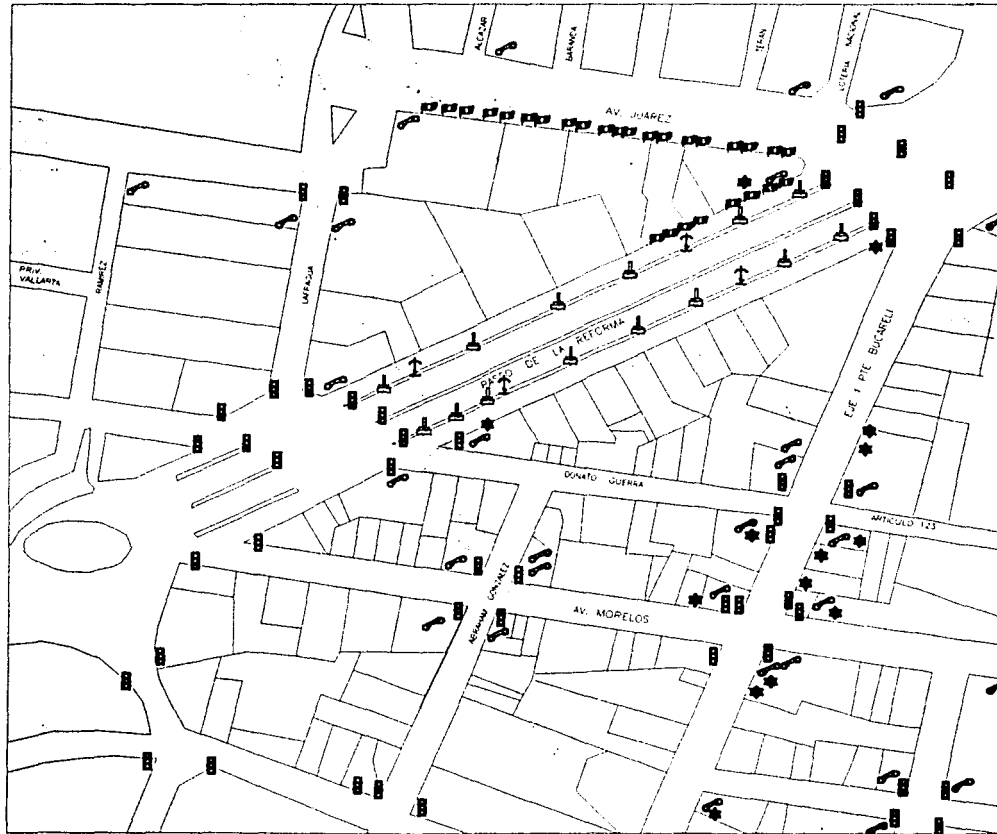 ALCAZAR
BARANDA
TERAN
LOTERIA NACIONAL
AV. JUAREZ
PRIV.
VALLARTA
RAMIREZ
LAFRAGUA
PASEO DE LA REFORMA
EJE 1 PTE BUCARELI
DONATO GUERRA
ARTICULO 123
ABRAHAM GONZALEZ
AV. MORELOS